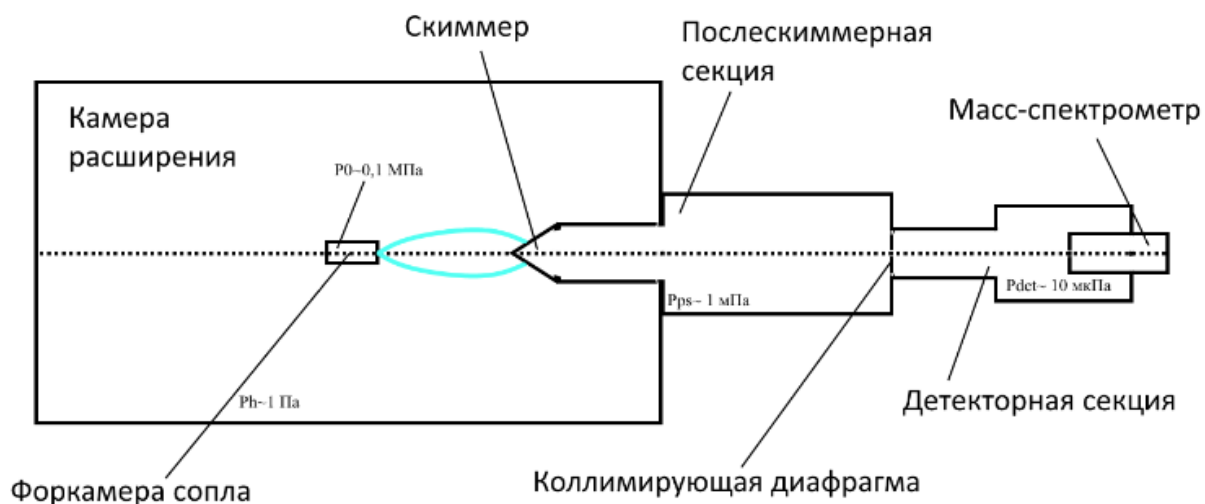 Скиммер
Послескиммерная
секция
Масс-спектрометр
Камера
расширения
P0~0,1 МПа
Pps~ 1 мПа
Pdct~ 10 мкПа
Ph~1 Па
Детекторная секция
Форкамера сопла
Коллимирующая диафрагма